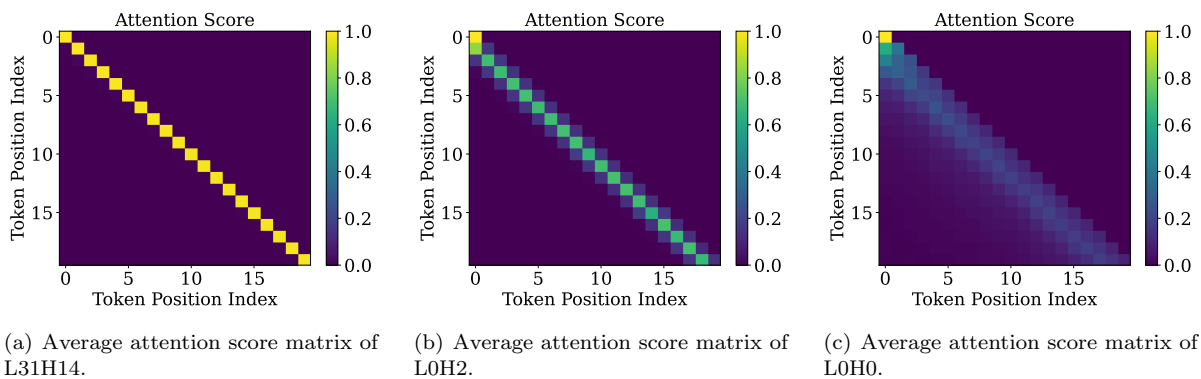 Attention Score
0
5
10
15
Token Position Index
0 5 10 15
Token Position Index
1.0
0.8
0.6
0.4
0.2
0.0
(a) Average attention score matrix of
L31H14.
Attention Score
0
5
10
15
Token Position Index
0 5 10 15
Token Position Index
1.0
0.8
0.6
0.4
0.2
0.0
(b) Average attention score matrix of
L0H2.
Attention Score
0
5
10
15
Token Position Index
0 5 10 15
Token Position Index
1.0
0.8
0.6
0.4
0.2
0.0
(c) Average attention score matrix of
L0H0.